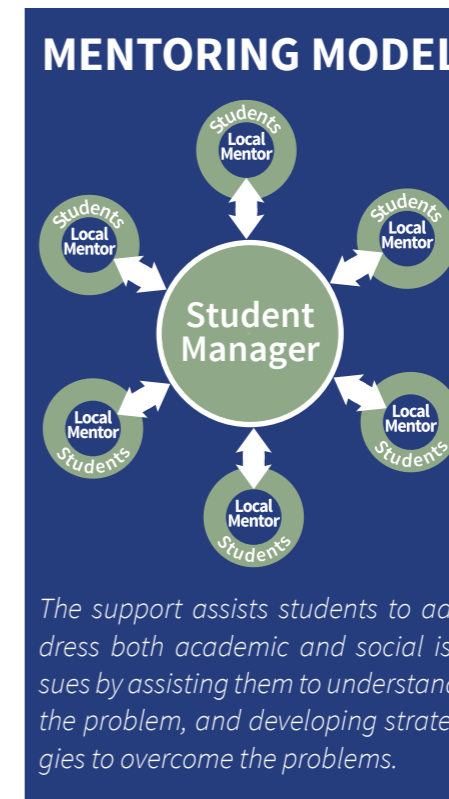 MENTORING MODEL
Students
Local
Mentor
Students
Local
Mentor
Students
Local
Mentor
Student
Manager
Local
Mentor
Students
Local
Mentor
Students
Local
Mentor
Students
The support assists students to ad
dress both academic and social is
sues by assisting them to understand
the problem, and developing strate
gies to overcome the problems.